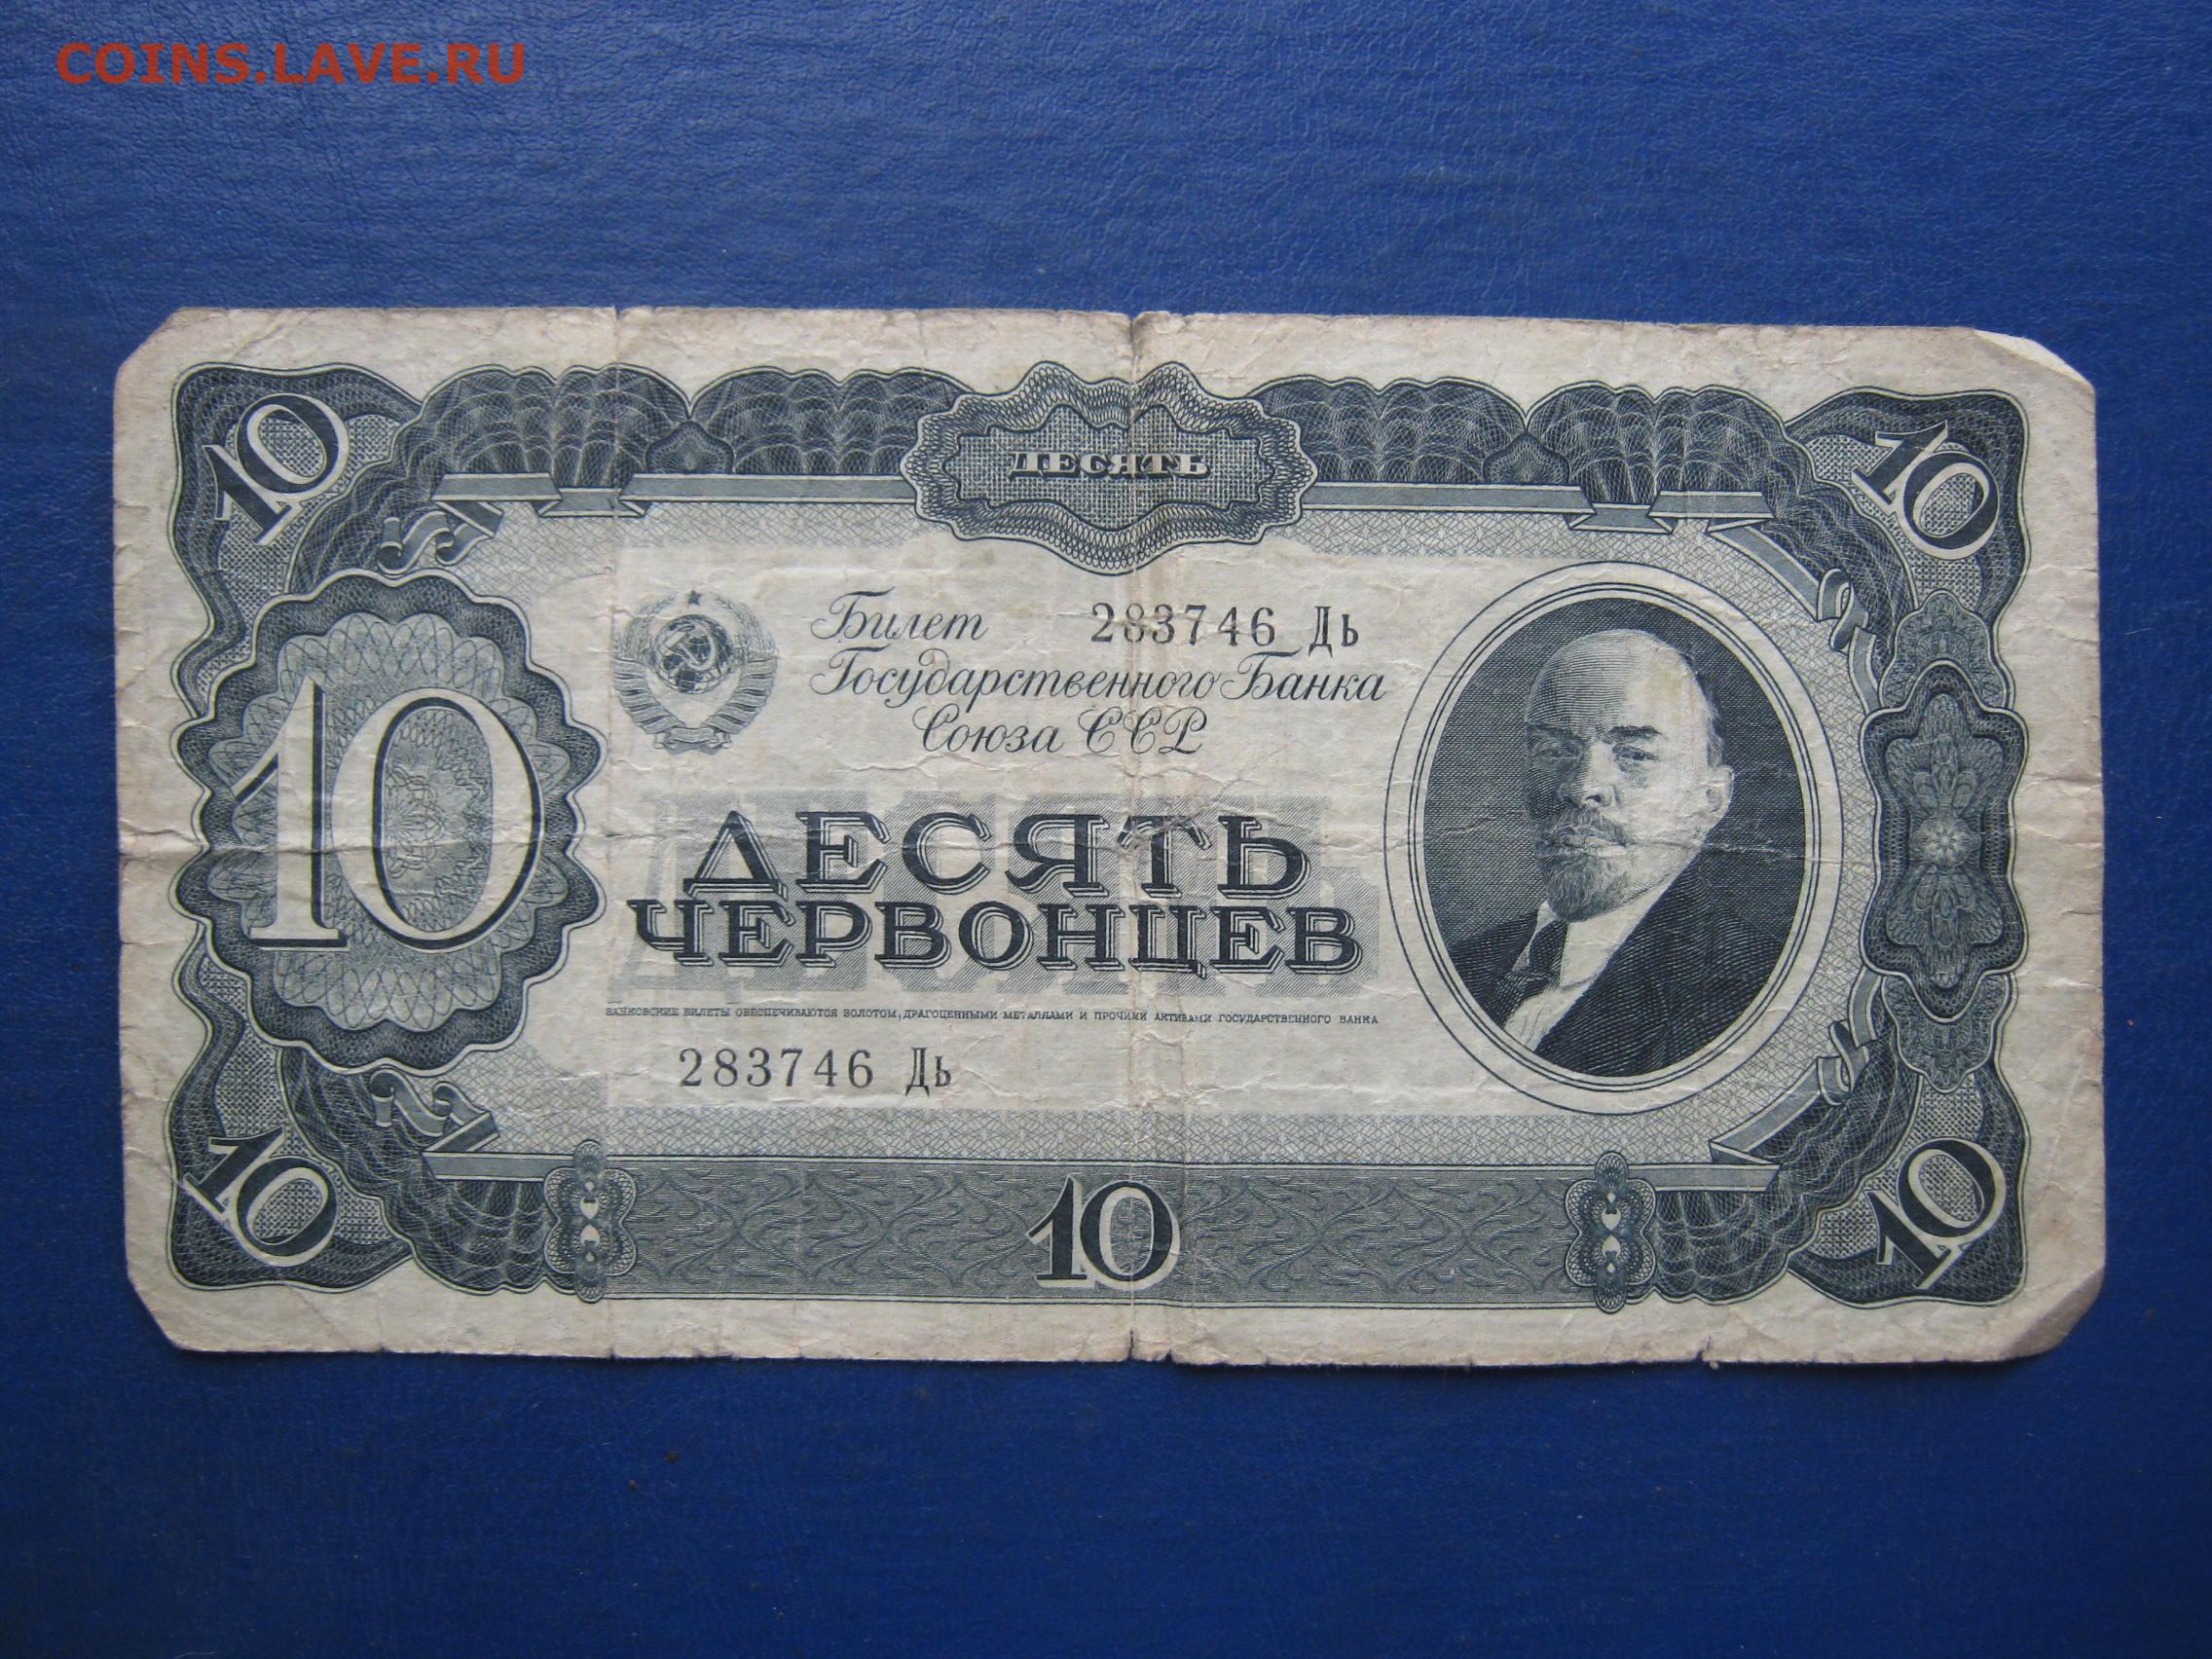 COINS.LAVE.RU
10
ДЕСЯТЬ
10
Билет 283746 Дь
Государственного Банка
Союза ССР
10
ДЕСЯТЬ
ЧЕРВОНЦЕВ
БАНКОВСКИЕ БИЛЕТЫ ОБЕСПЕЧИВАЮТСЯ ЗОЛОТОМ, ДРАГОЦЕННЫМИ МЕТАЛЛАМИ И ПРОЧИМИ АКТИВАМИ ГОСУДАРСТВЕННОГО БАНКА
283746 Дь
10
10
10